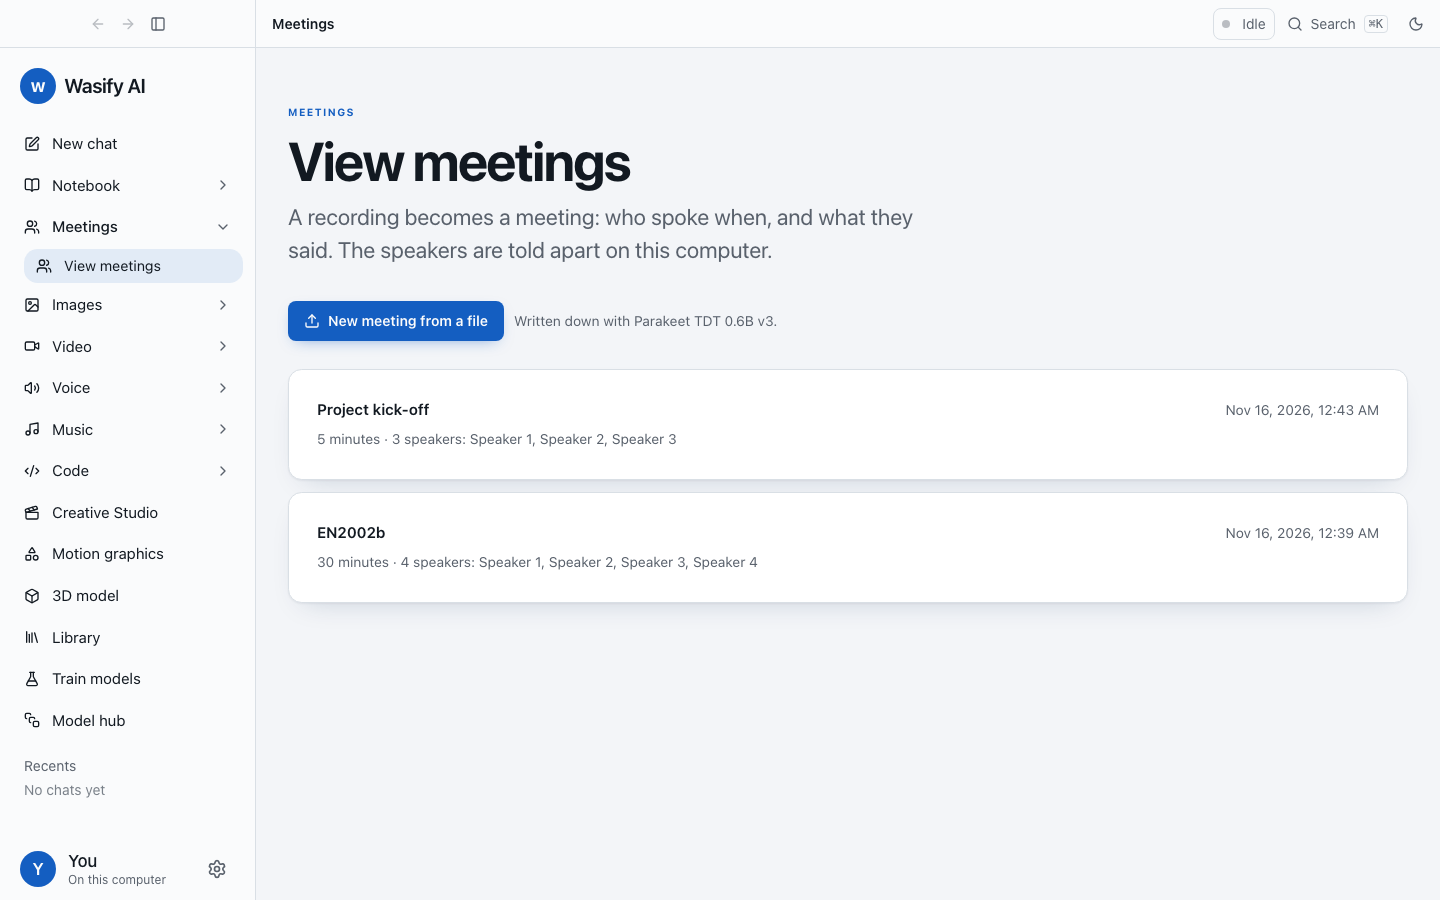 Meetings
Idle
Search
⌘K
W
Wasify AI
New chat
Notebook
Meetings
View meetings
Images
Video
Voice
Music
Code
Creative Studio
Motion graphics
3D model
Library
Train models
Model hub
Recents
No chats yet
Y
You
On this computer
MEETINGS
View meetings
A recording becomes a meeting: who spoke when, and what they
said. The speakers are told apart on this computer.
New meeting from a file
Written down with Parakeet TDT 0.6B v3.
Project kick-off
Nov 16, 2026, 12:43 AM
5 minutes · 3 speakers: Speaker 1, Speaker 2, Speaker 3
EN2002b
Nov 16, 2026, 12:39 AM
30 minutes · 4 speakers: Speaker 1, Speaker 2, Speaker 3, Speaker 4